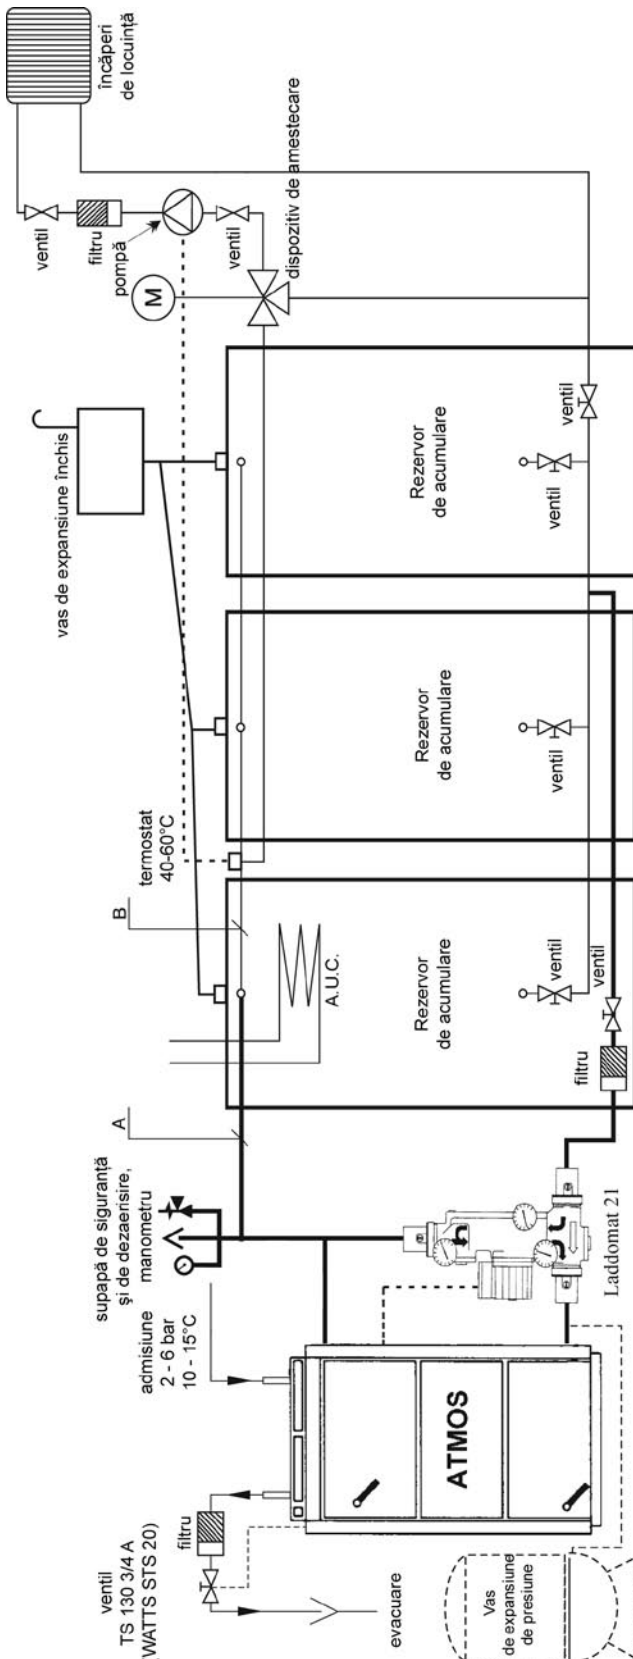 încăperi
de locuință
ventil
filtru
pompă
ventil
dispozitiv de amestecare
M
vas de expansiune închis
Rezervor
de acumulare
ventil
ventil
Rezervor
de acumulare
ventil
termostat
40-60°C
B
A.U.C.
Rezervor
de acumulare
ventil
ventil
filtru
A
supapă de siguranță
și de dezaerisire,
manometru
admisiune
2 - 6 bar
10 - 15°C
Laddomat 21
ATMOS
ventil
TS 130 3/4 A
(WATTS STS 20)
filtru
evacuare
Vas
de expansiune
de presiune